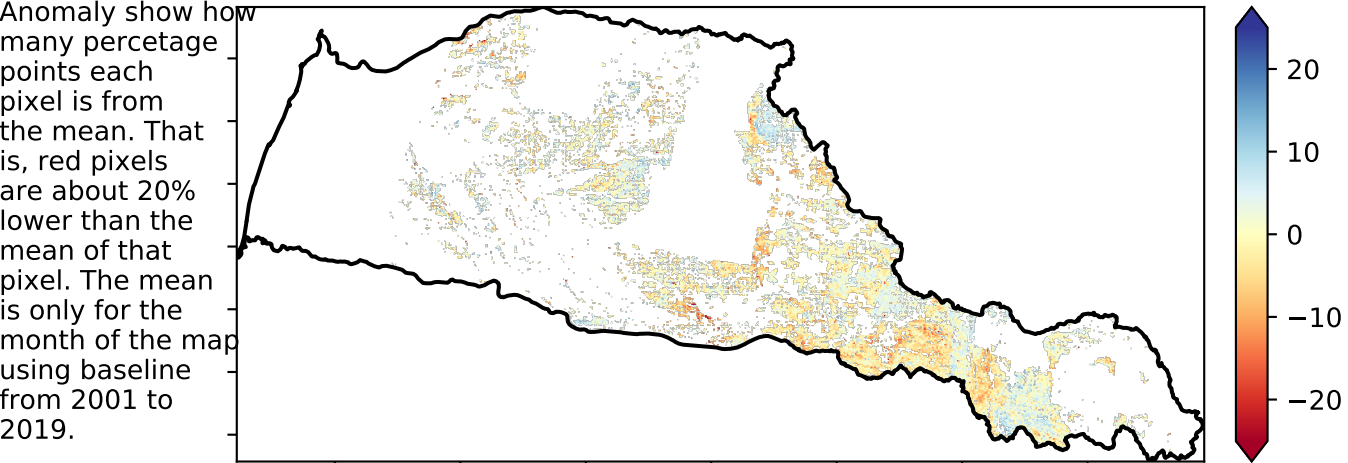 Anomaly show how
many percetage
points each
pixel is from
the mean. That
is, red pixels
are about 20%
lower than the
mean of that
pixel. The mean
is only for the
month of the map
using baseline
from 2001 to
2019.
20
10
0
−10
−20